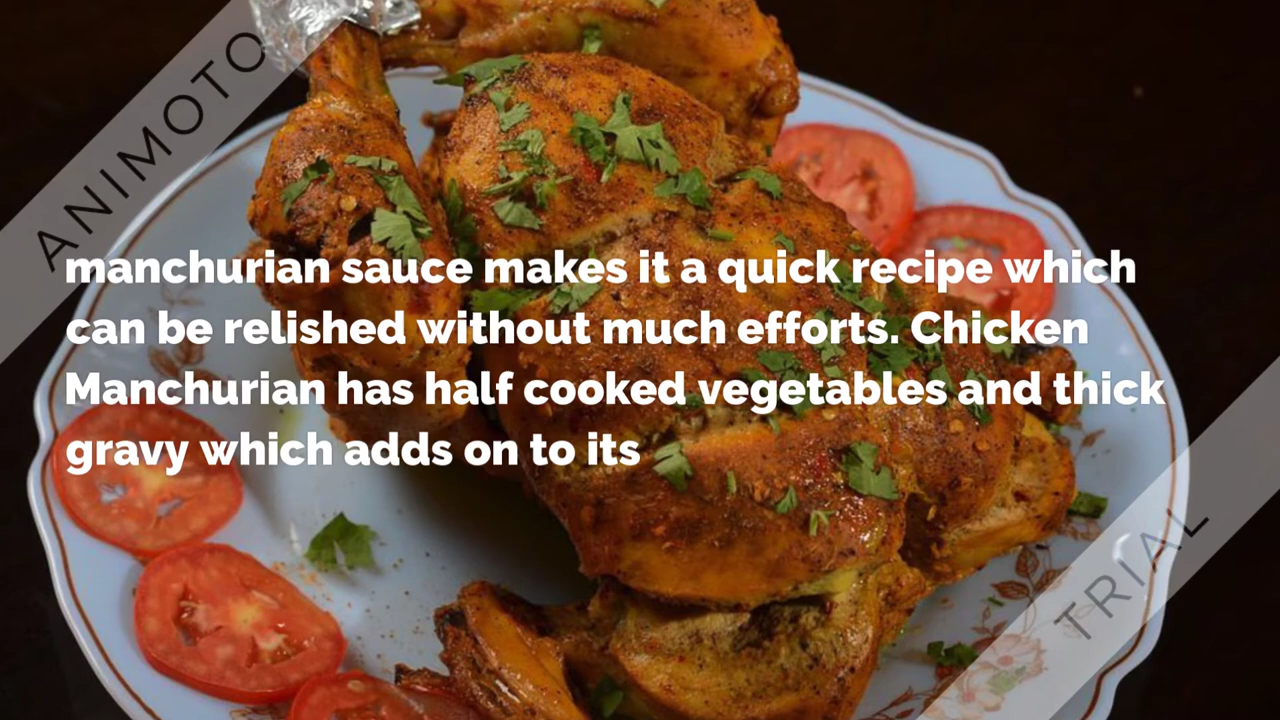 ANIMOTO
manchurian sauce makes it a quick recipe which
can be relished without much efforts. Chicken
Manchurian has half cooked vegetables and thick
gravy which adds on to its
TRIAL